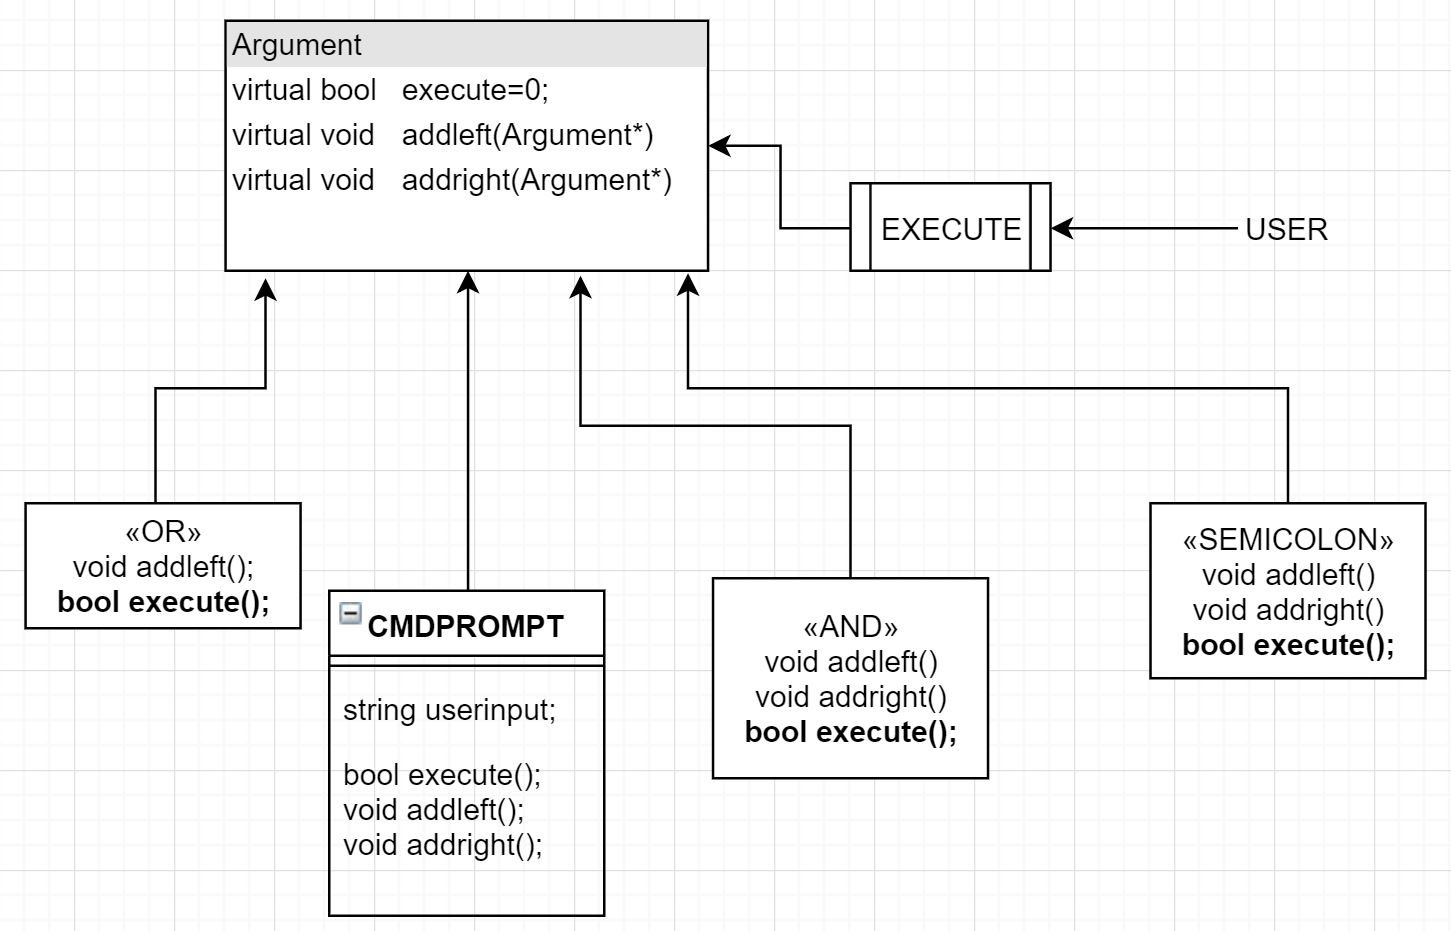 Argument
virtual bool execute=0;
virtual void addleft(Argument*)
virtual void addright(Argument*)
EXECUTE
USER
«OR»
void addleft();
bool execute();
CMDPROMPT
string userinput;
bool execute();
void addleft();
void addright();
«AND»
void addleft()
void addright()
bool execute();
«SEMICOLON»
void addleft()
void addright()
bool execute();